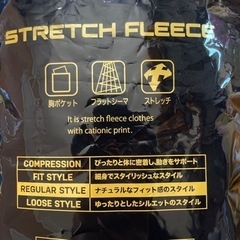 STRETCH FLEECE
胸ポケット フラットシーマ ストレッチ
It is stretch fleece clothes
with cationic print.
COMPRESSION ぴったりと体に密着し動きをサポート
FIT STYLE 細身でスタイリッシュなスタイル
REGULAR STYLE ナチュラルなフィット感のスタイル
LOOSE STYLE ゆったりとしたシルエットのスタイル